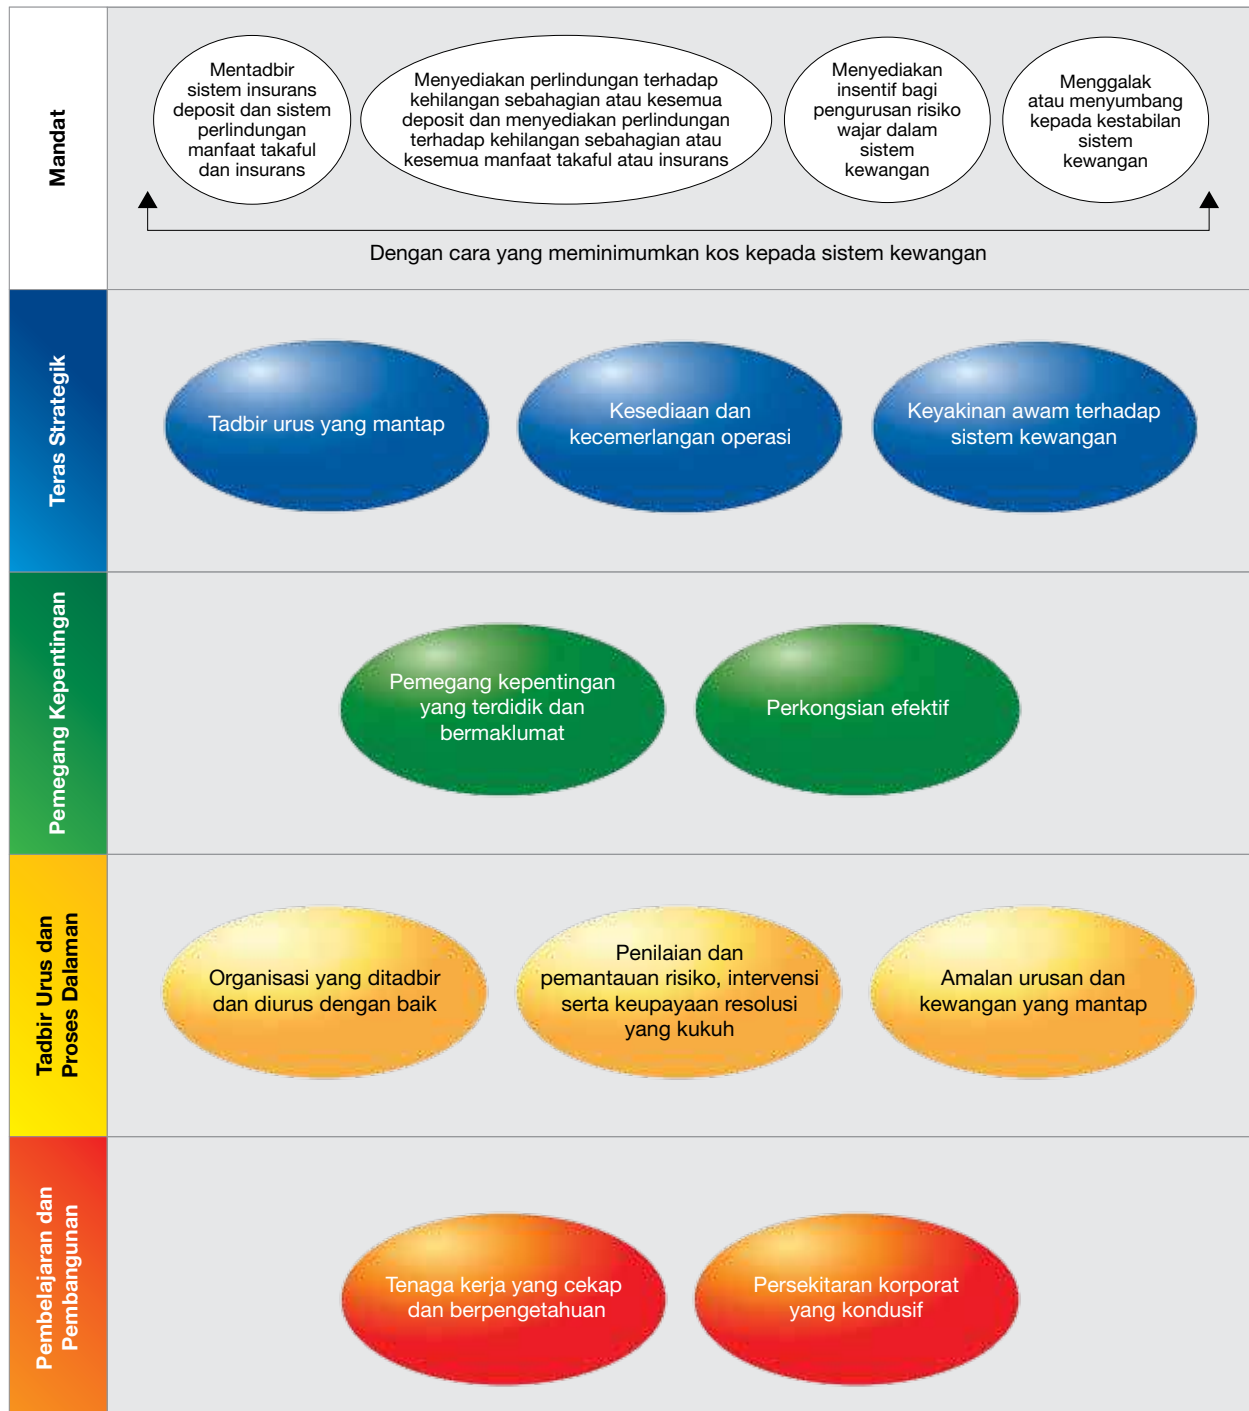 Mandat
Mentadbir
sistem insurans
deposit dan sistem
perlindungan
manfaat takaful
dan insurans
Menyediakan perlindungan terhadap
kehilangan sebahagian atau kesemua
deposit dan menyediakan perlindungan
terhadap kehilangan sebahagian atau
kesemua manfaat takaful atau insurans
Menyediakan
insentif bagi
pengurusan risiko
wajar dalam
sistem
kewangan
Menggalak
atau menyumbang
kepada kestabilan
sistem
kewangan
Dengan cara yang meminimumkan kos kepada sistem kewangan
Teras Strategik
Tadbir urus yang mantap
Kesediaan dan
kecemerlangan operasi
Keyakinan awam terhadap
sistem kewangan
Pemegang Kepentingan
Pemegang kepentingan
yang terdidik dan
bermaklumat
Perkongsian efektif
Tadbir Urus dan
Proses Dalaman
Organisasi yang ditadbir
dan diurus dengan baik
Penilaian dan
pemantauan risiko, intervensi
serta keupayaan resolusi
yang kukuh
Amalan urusan dan
kewangan yang mantap
Pembelajaran dan
Pembangunan
Tenaga kerja yang cekap
dan berpengetahuan
Persekitaran korporat
yang kondusif